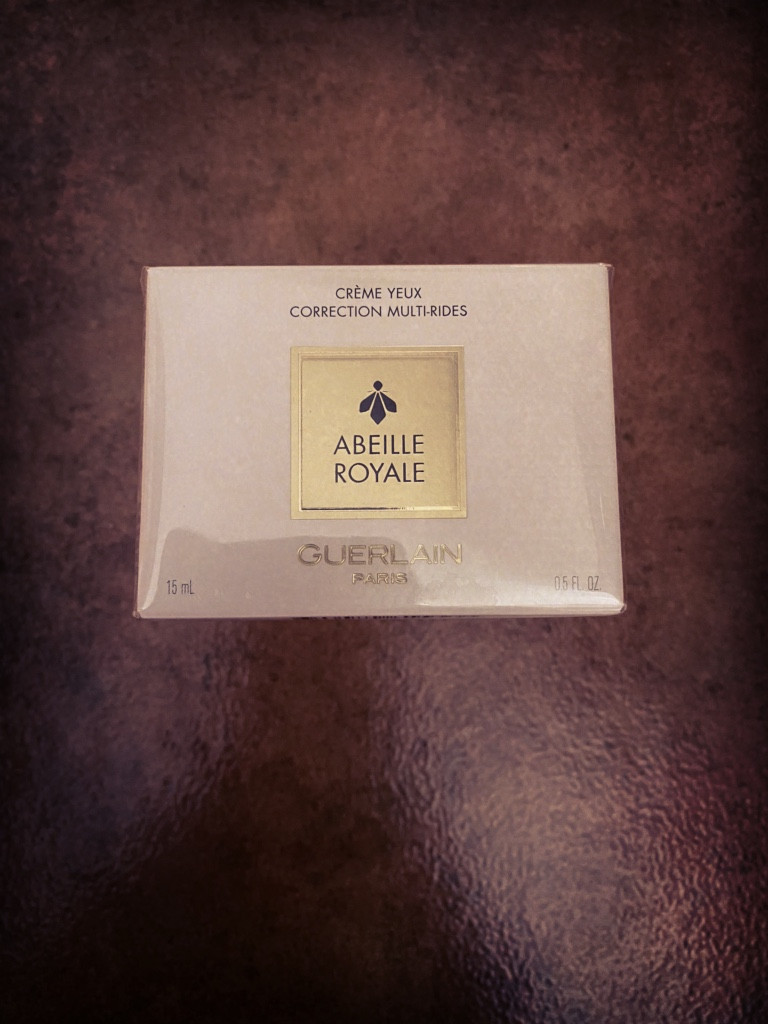 CRÈME YEUX
CORRECTION MULTI-RIDES
ABEILLE
ROYALE
GUERLAIN
PARIS
15 mL
0.5 FL. OZ.